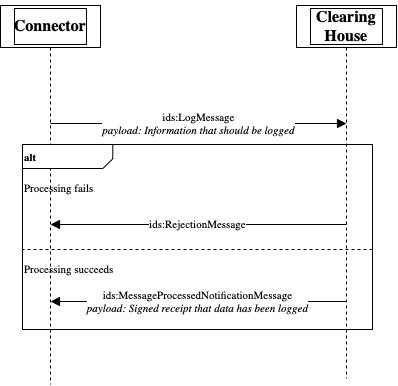 Connector
Clearing
House
ids:LogMessage
payload: Information that should be logged
alt
Processing fails
ids:RejectionMessage
Processing succeeds
ids:MessageProcessedNotificationMessage
payload: Signed receipt that data has been logged